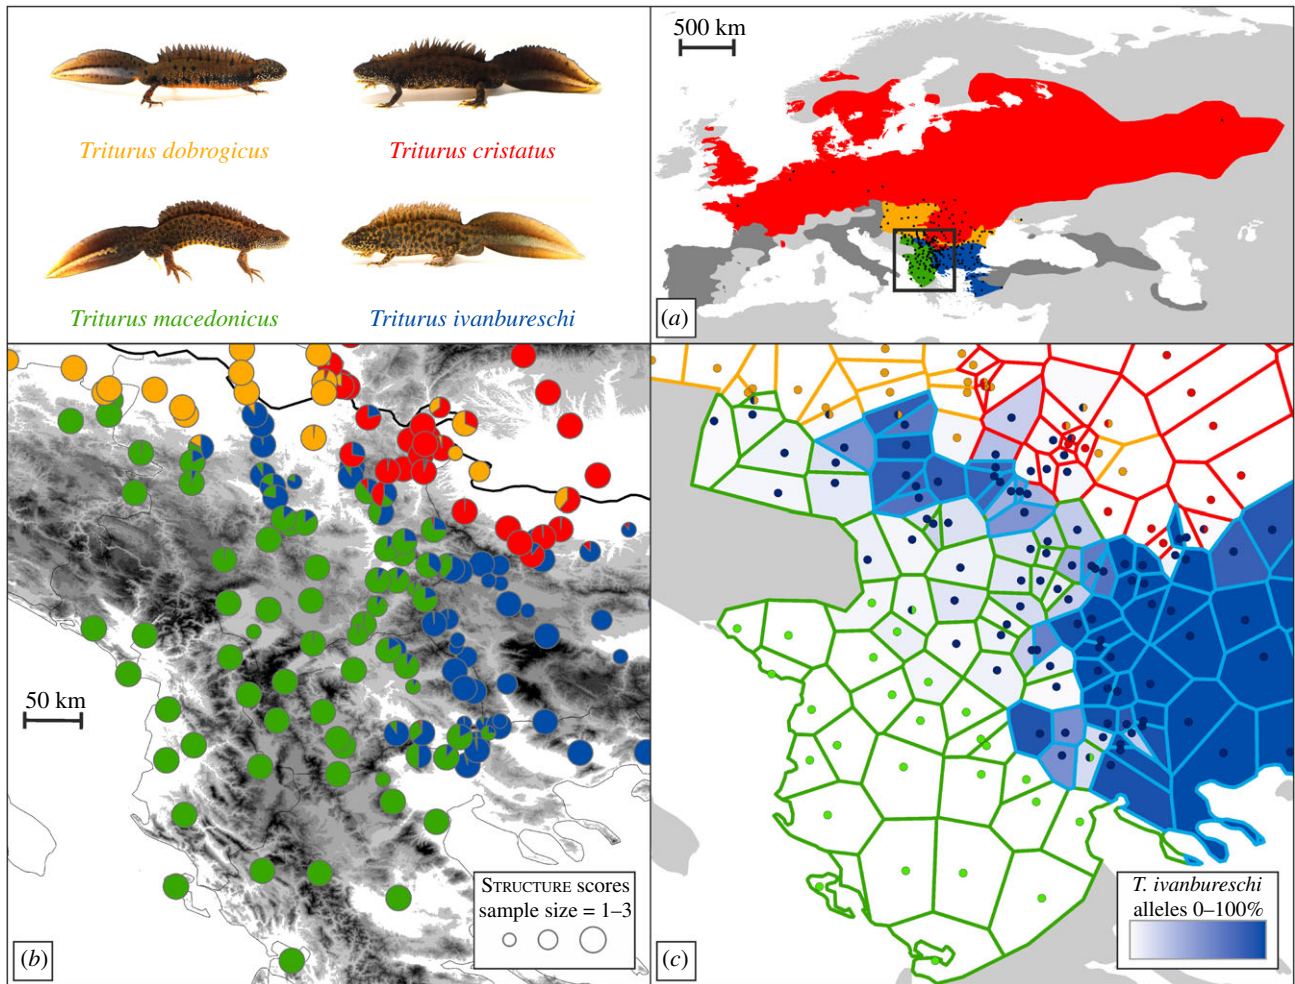 Triturus dobrogicus
Triturus cristatus
Triturus macedonicus
Triturus ivanbureschi
500 km
(a)
50 km
STRUCTURE scores
sample size = 1–3
(b)
T. ivanbureschi
alleles 0–100%
(c)